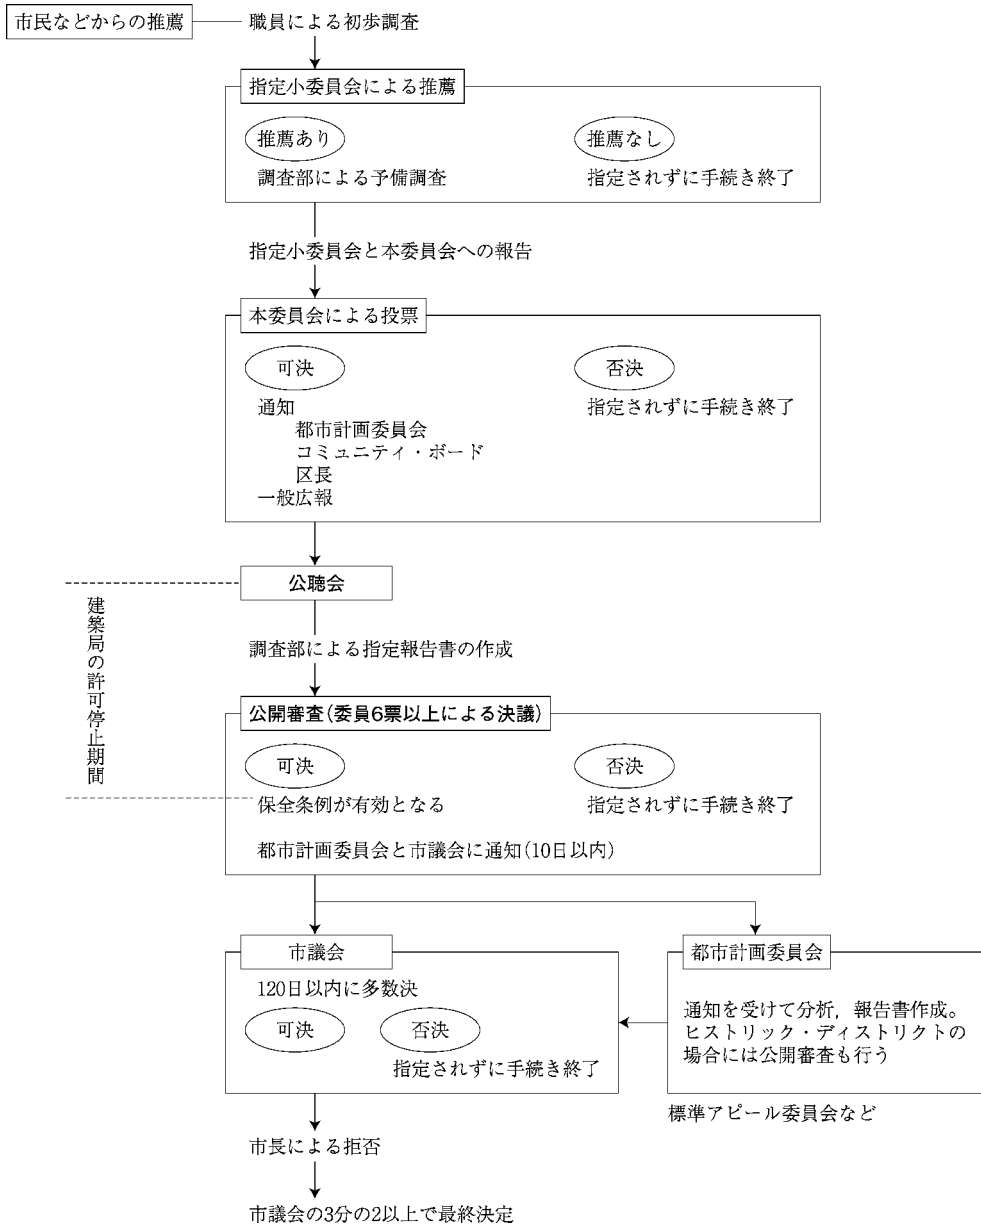 市民などからの推薦
職員による初歩調査
指定小委員会による推薦
推薦あり
推薦なし
調査部による予備調査
指定されずに手続き終了
指定小委員会と本委員会への報告
本委員会による投票
可決
否決
通知
指定されずに手続き終了
都市計画委員会
コミュニティ・ボード
区長
一般広報
公聴会
建築局の許可停止期間
調査部による指定報告書の作成
公開審査(委員6票以上による決議)
可決
否決
保全条例が有効となる
指定されずに手続き終了
都市計画委員会と市議会に通知(10日以内)
市議会
120日以内に多数決
可決
否決
指定されずに手続き終了
都市計画委員会
通知を受けて分析，報告書作成。
ヒストリック・ディストリクトの
場合には公開審査も行う
標準アピール委員会など
市長による拒否
市議会の3分の2以上で最終決定